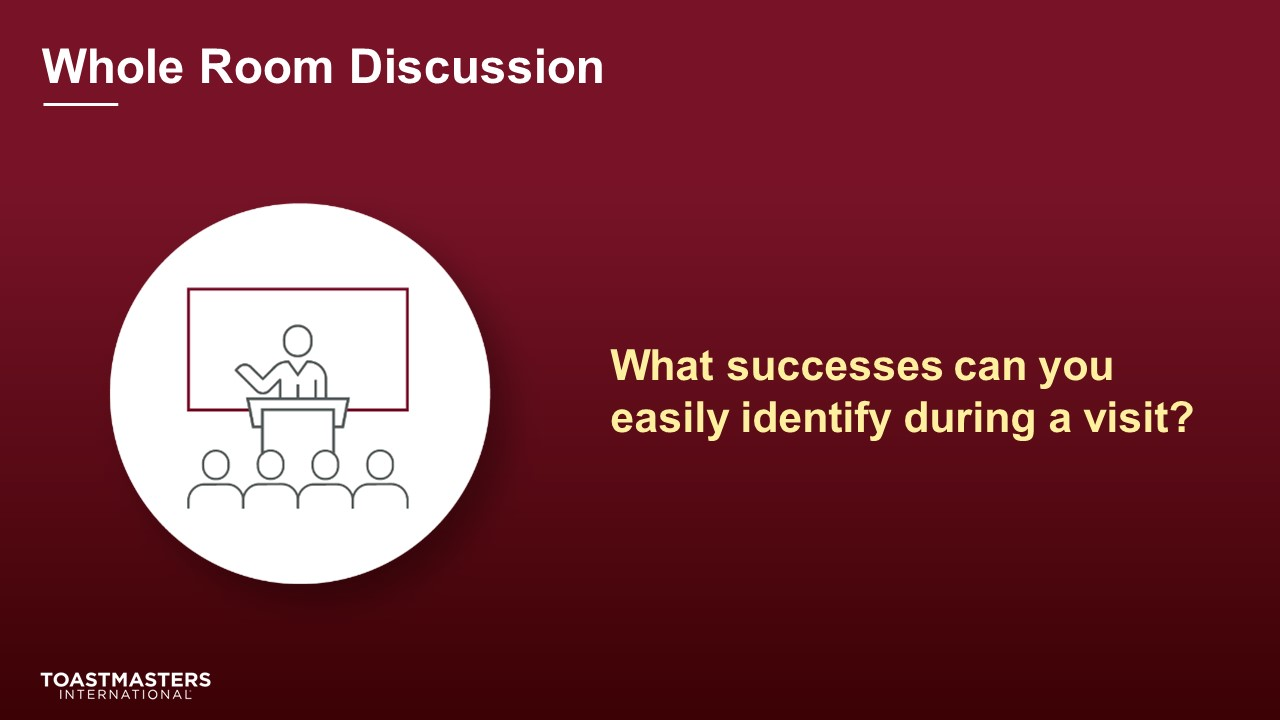 Whole Room Discussion
What successes can you
easily identify during a visit?
TOASTMASTERS
INTERNATIONAL